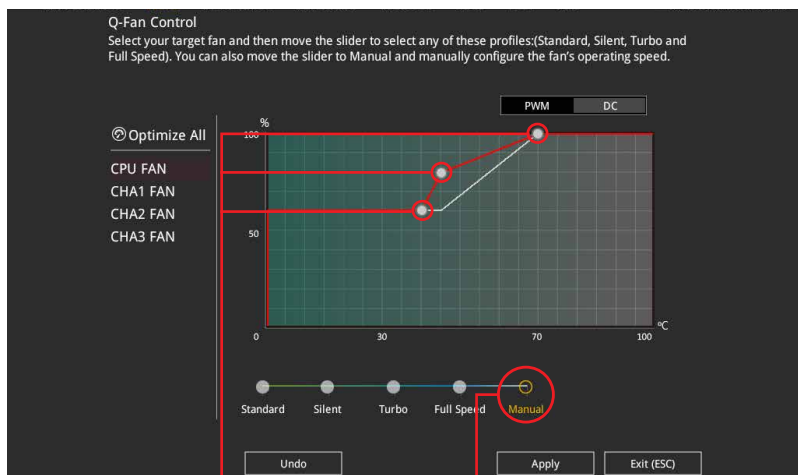 Q-Fan Control
Select your target fan and then move the slider to select any of these profiles:(Standard, Silent, Turbo and
Full Speed). You can also move the slider to Manual and manually configure the fan's operating speed.
PWM DC
Optimize All
CPU FAN
CHA1 FAN
CHA2 FAN
CHA3 FAN
%
100
50
0 30 70 100 ºC
Standard Silent Turbo Full Speed Manual
Undo Apply Exit (ESC)